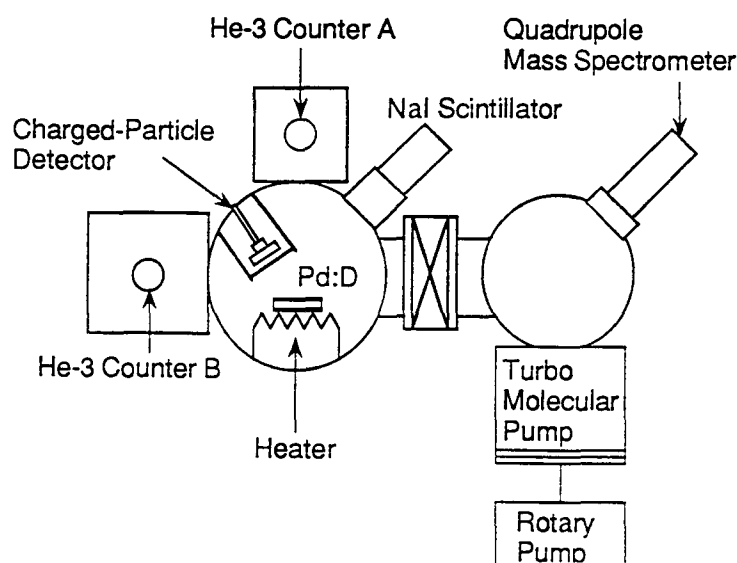 He-3 Counter A
Quadrupole
Mass Spectrometer
NaI Scintillator
Charged-Particle
Detector
Pd:D
He-3 Counter B
Heater
Turbo
Molecular
Pump
Rotary
Pump